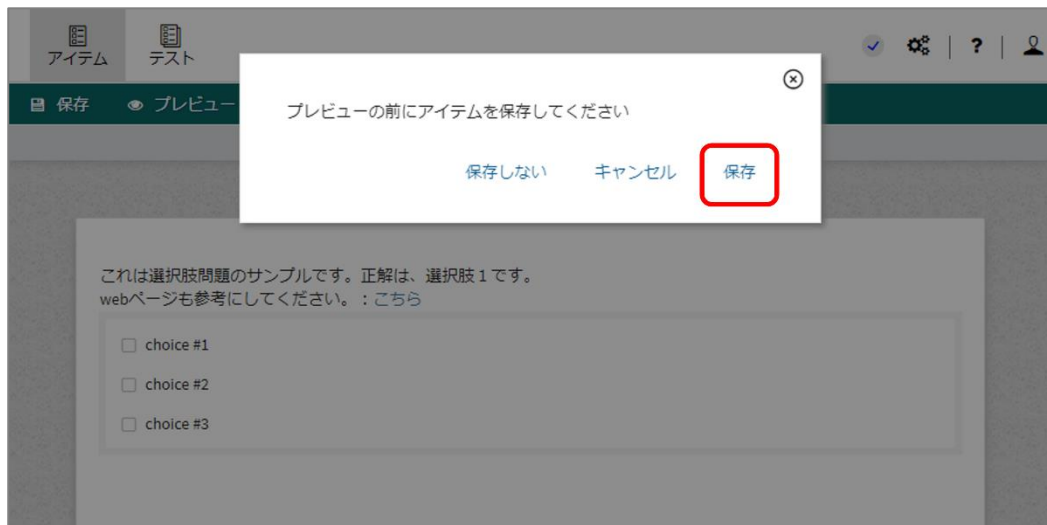 アイテム テスト ?
保存 プレビュー
プレビューの前にアイテムを保存してください
保存しない キャンセル 保存
これは選択肢問題のサンプルです。正解は、選択肢１です。
webページも参考にしてください。：こちら
choice #1
choice #2
choice #3